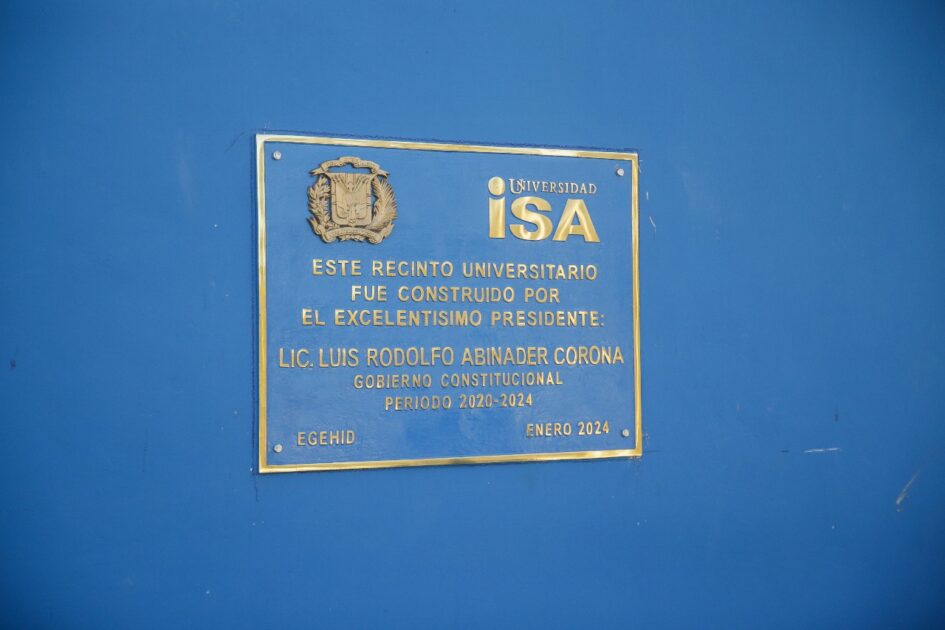 UNIVERSIDAD
iSA
ESTE RECINTO UNIVERSITARIO
FUE CONSTRUIDO POR
EL EXCELENTISIMO PRESIDENTE:
LIC. LUIS RODOLFO ABINADER CORONA
GOBIERNO CONSTITUCIONAL
PERIODO 2020-2024
EGEHID
ENERO 2024